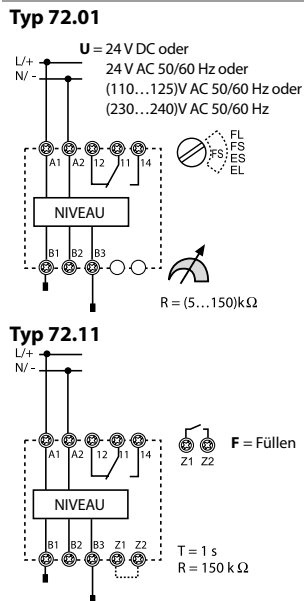 Typ 72.01
U = 24 V DC oder
24 V AC 50/60 Hz oder
(110…125)V AC 50/60 Hz oder
(230…240)V AC 50/60 Hz
L/+
N/-
FL
FS
ES
EL
FS
A1 A2 12 11 14
NIVEAU
B1 B2 B3
R = (5…150)kΩ
Typ 72.11
L/+
N/-
A1 A2 12 11 14
F = Füllen
Z1 Z2
NIVEAU
B1 B2 B3 Z1 Z2
T = 1 s
R = 150 k Ω